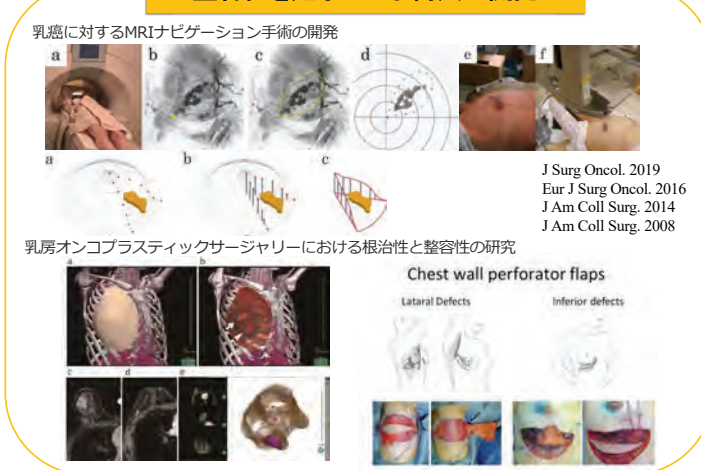 乳癌に対するMRIナビゲーション手術の開発
a b c d e f
a b c
J Surg Oncol. 2019
Eur J Surg Oncol. 2016
J Am Coll Surg. 2014
J Am Coll Surg. 2008
乳房オンコプラスティックサージャリーにおける根治性と整容性の研究
a b
c d e
Chest wall perforator flaps
Lataral Defects Inferior defects